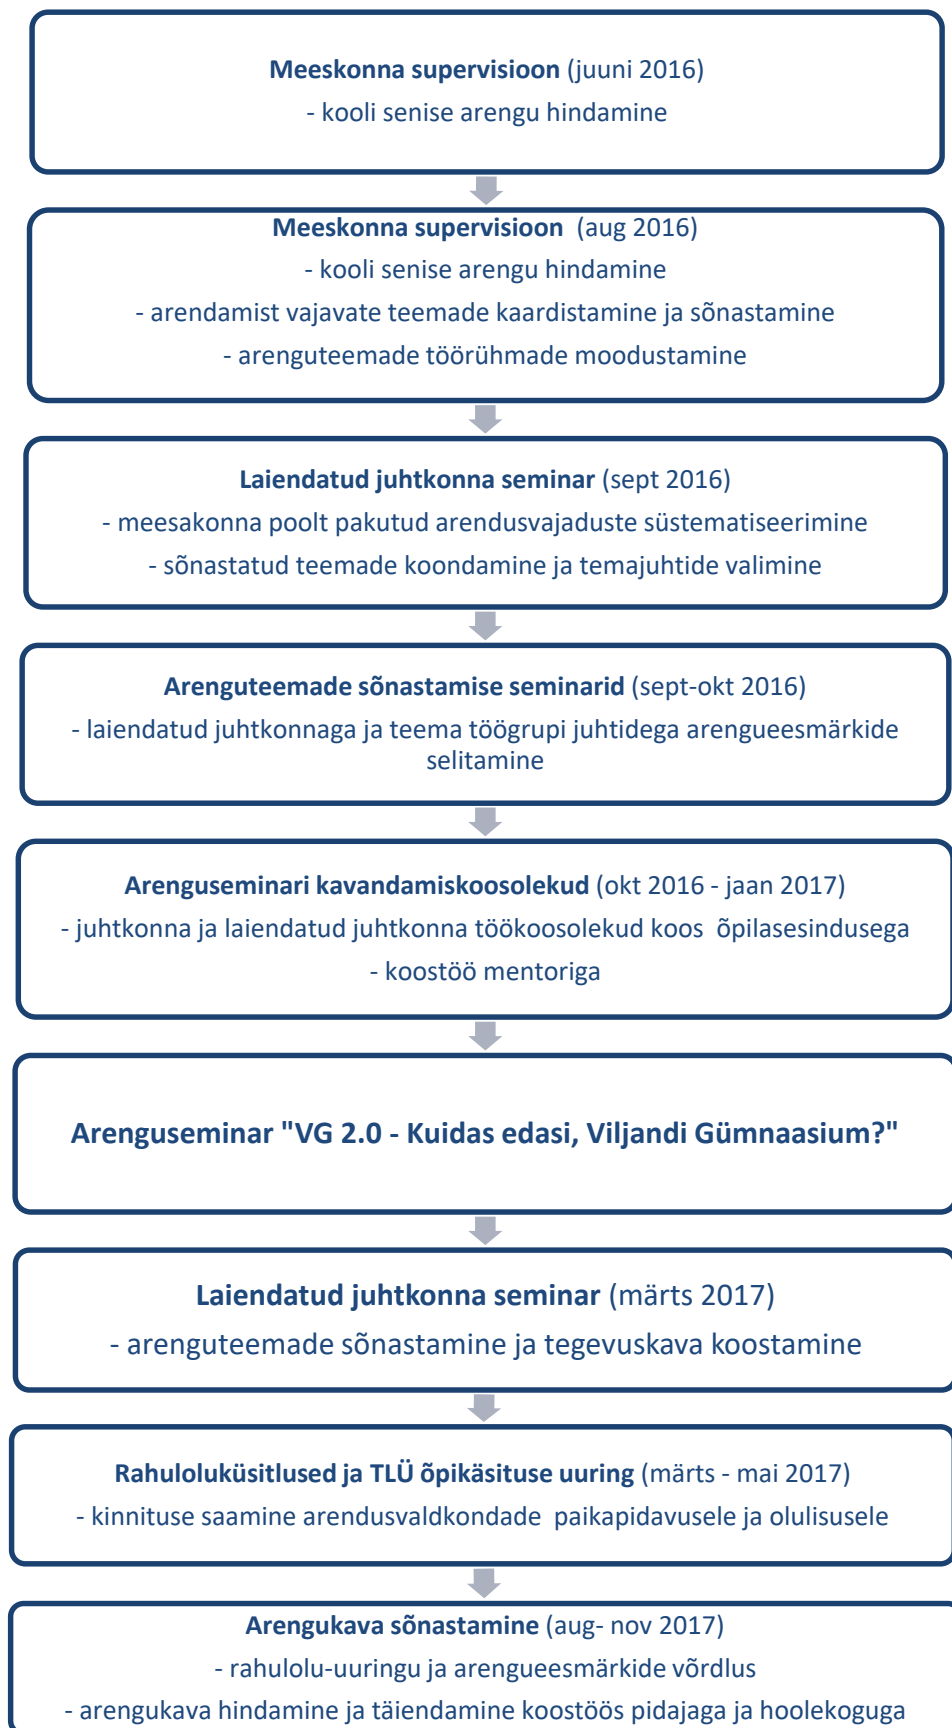 Meeskonna supervisioon (juuni 2016)
- kooli senise arengu hindamine
Meeskonna supervisioon (aug 2016)
- kooli senise arengu hindamine
- arendamist vajavate teemade kaardistamine ja sõnastamine
- arenguteemade töörühmade moodustamine
Laiendatud juhtkonna seminar (sept 2016)
- meesakonna poolt pakutud arendusvajaduste süstematiseerimine
- sõnastatud teemade koondamine ja temajuhtide valimine
Arenguteemade sõnastamise seminarid (sept-okt 2016)
- laiendatud juhtkonnaga ja teema töögrupi juhtidega arengueesmärkide
selitamine
Arenguseminari kavandamiskoosolekud (okt 2016 - jaan 2017)
- juhtkonna ja laiendatud juhtkonna töökoosolekud koos õpilasesindusega
- koostöö mentoriga
Arenguseminar "VG 2.0 - Kuidas edasi, Viljandi Gümnaasium?"
Laiendatud juhtkonna seminar (märts 2017)
- arenguteemade sõnastamine ja tegevuskava koostamine
Rahuloluküsitlused ja TLÜ õpikäsituse uuring (märts - mai 2017)
- kinnituse saamine arendusvaldkondade paikapidavusele ja olulisusele
Arengukava sõnastamine (aug- nov 2017)
- rahulolu-uuringu ja arengueesmärkide võrdlus
- arengukava hindamine ja täiendamine koostöös pidajaga ja hoolekoguga